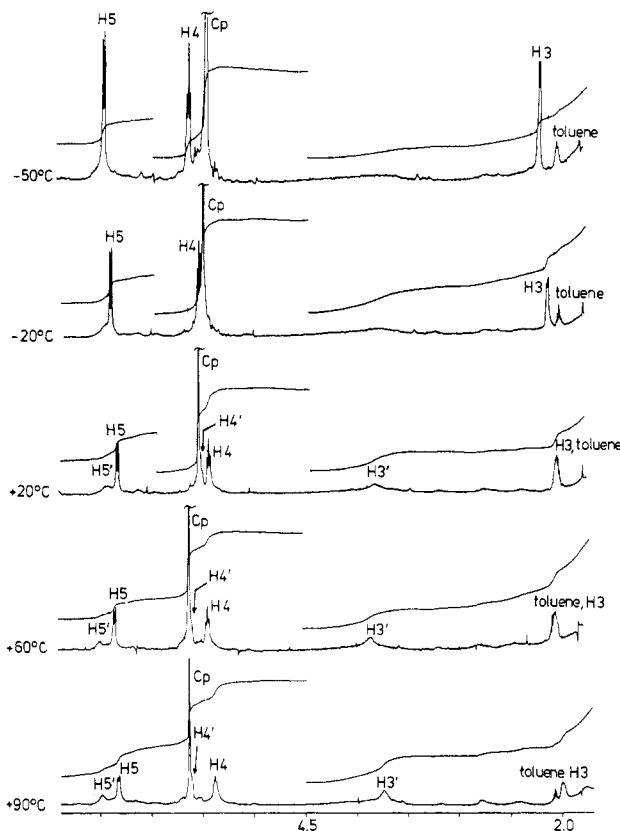 H5 H4 Cp H3 toluene
-50°C
H5 H4 Cp H3 toluene
-20°C
H5' H5 Cp H4' H4 H3' H3, toluene
+20°C
H5' H5 Cp H4' H4 H3' toluene, H3
+60°C
H5' H5 Cp H4' H4 H3' toluene H3
+90°C
4.5 2.0